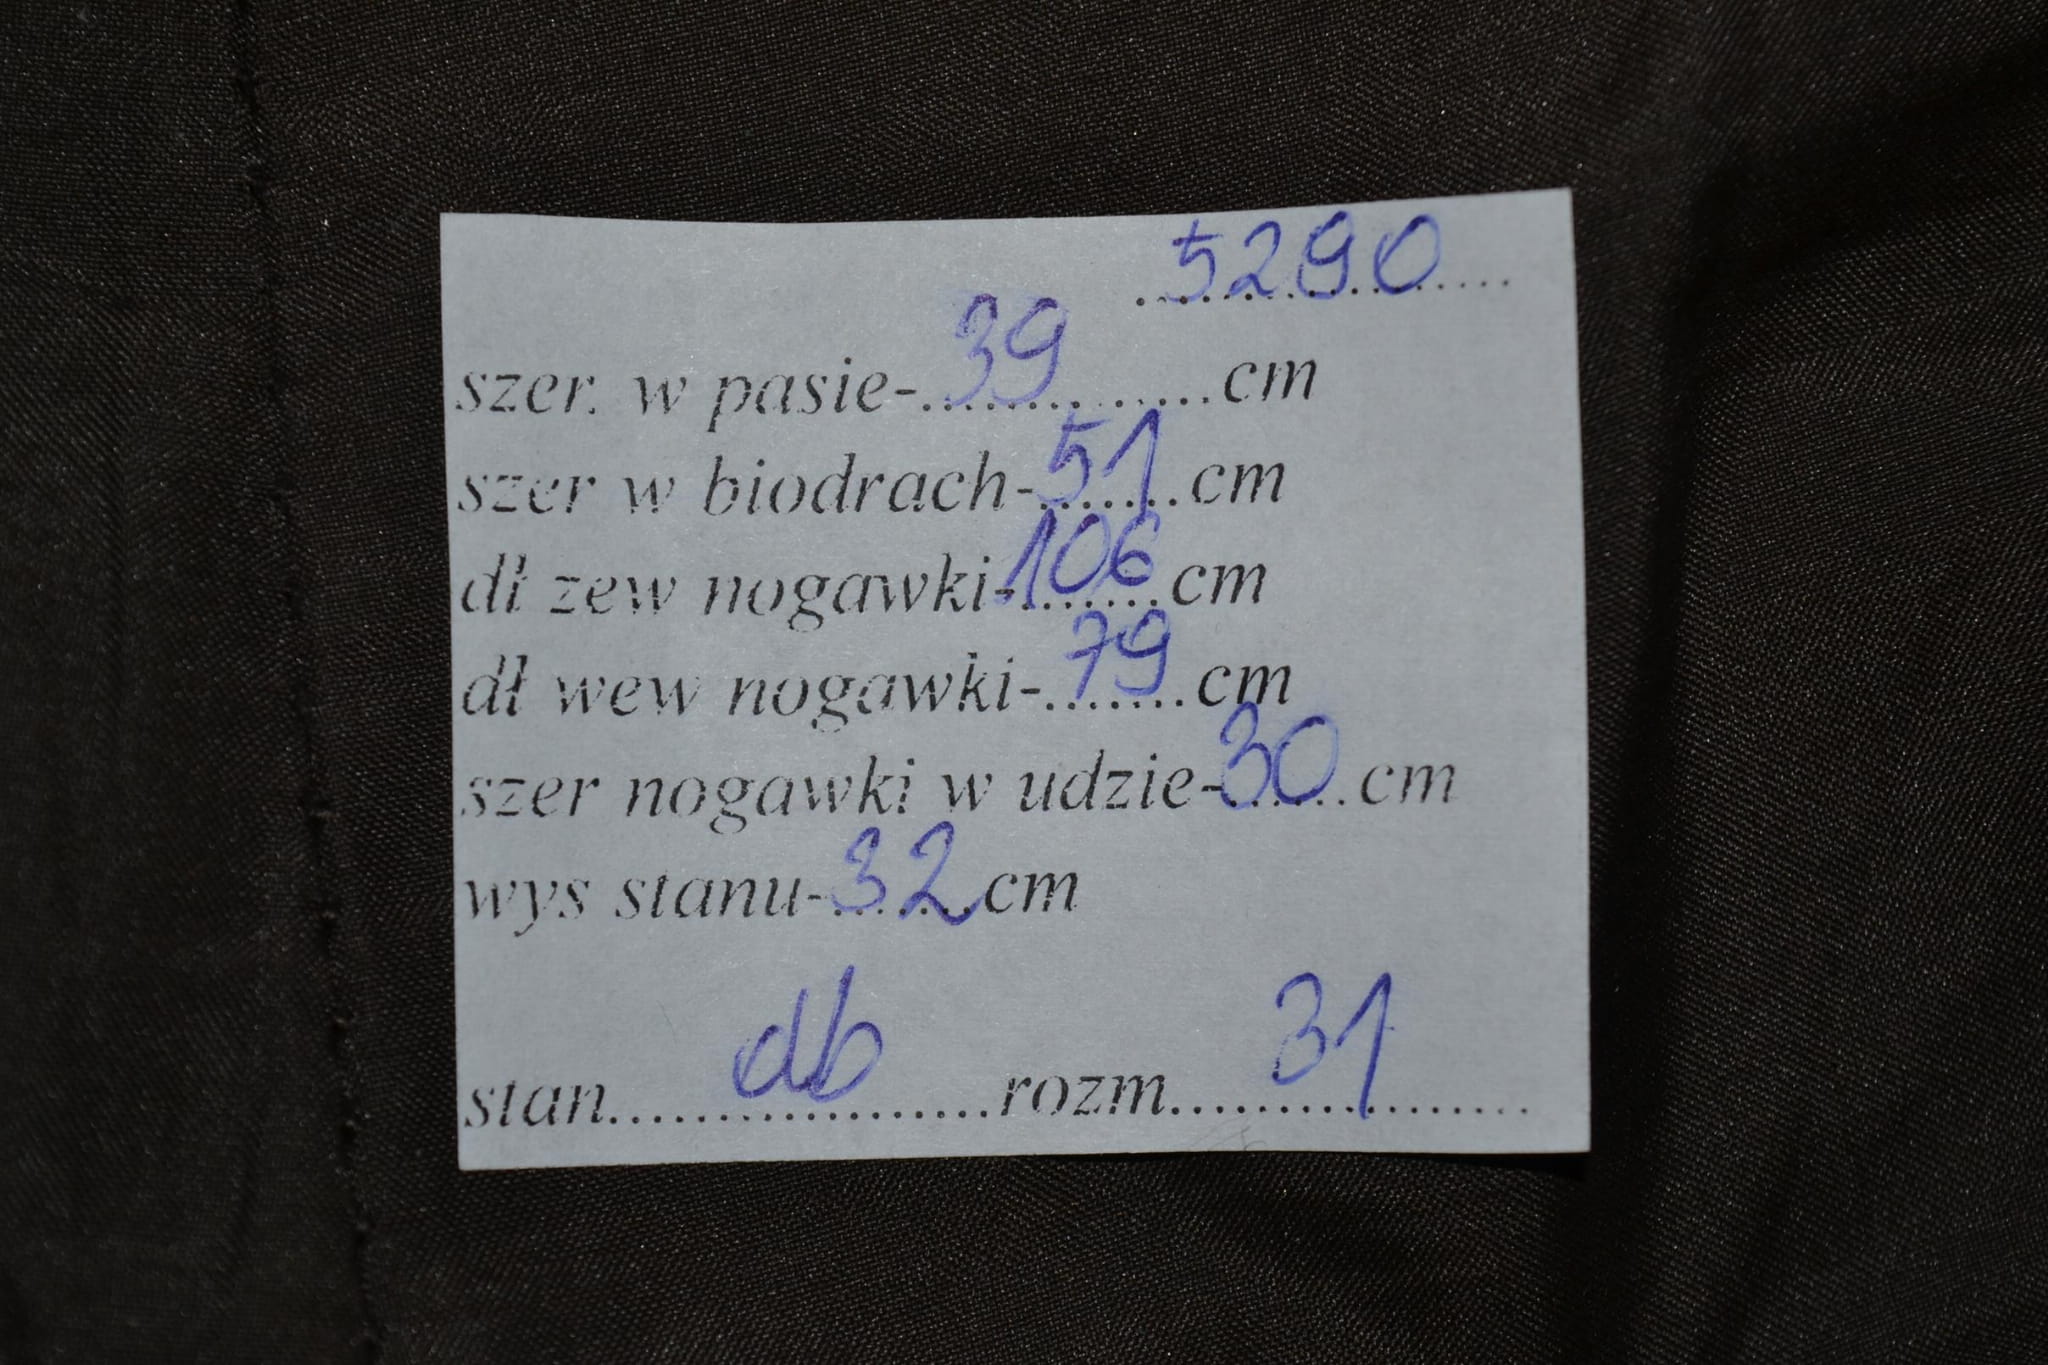 5290
szer. w pasie-39cm
szer w biodrach-51cm
dł zew nogawki-106cm
dł wew nogawki-79cm
szer nogawki w udzie-30cm
wys stanu-32cm
stan db rozm 31